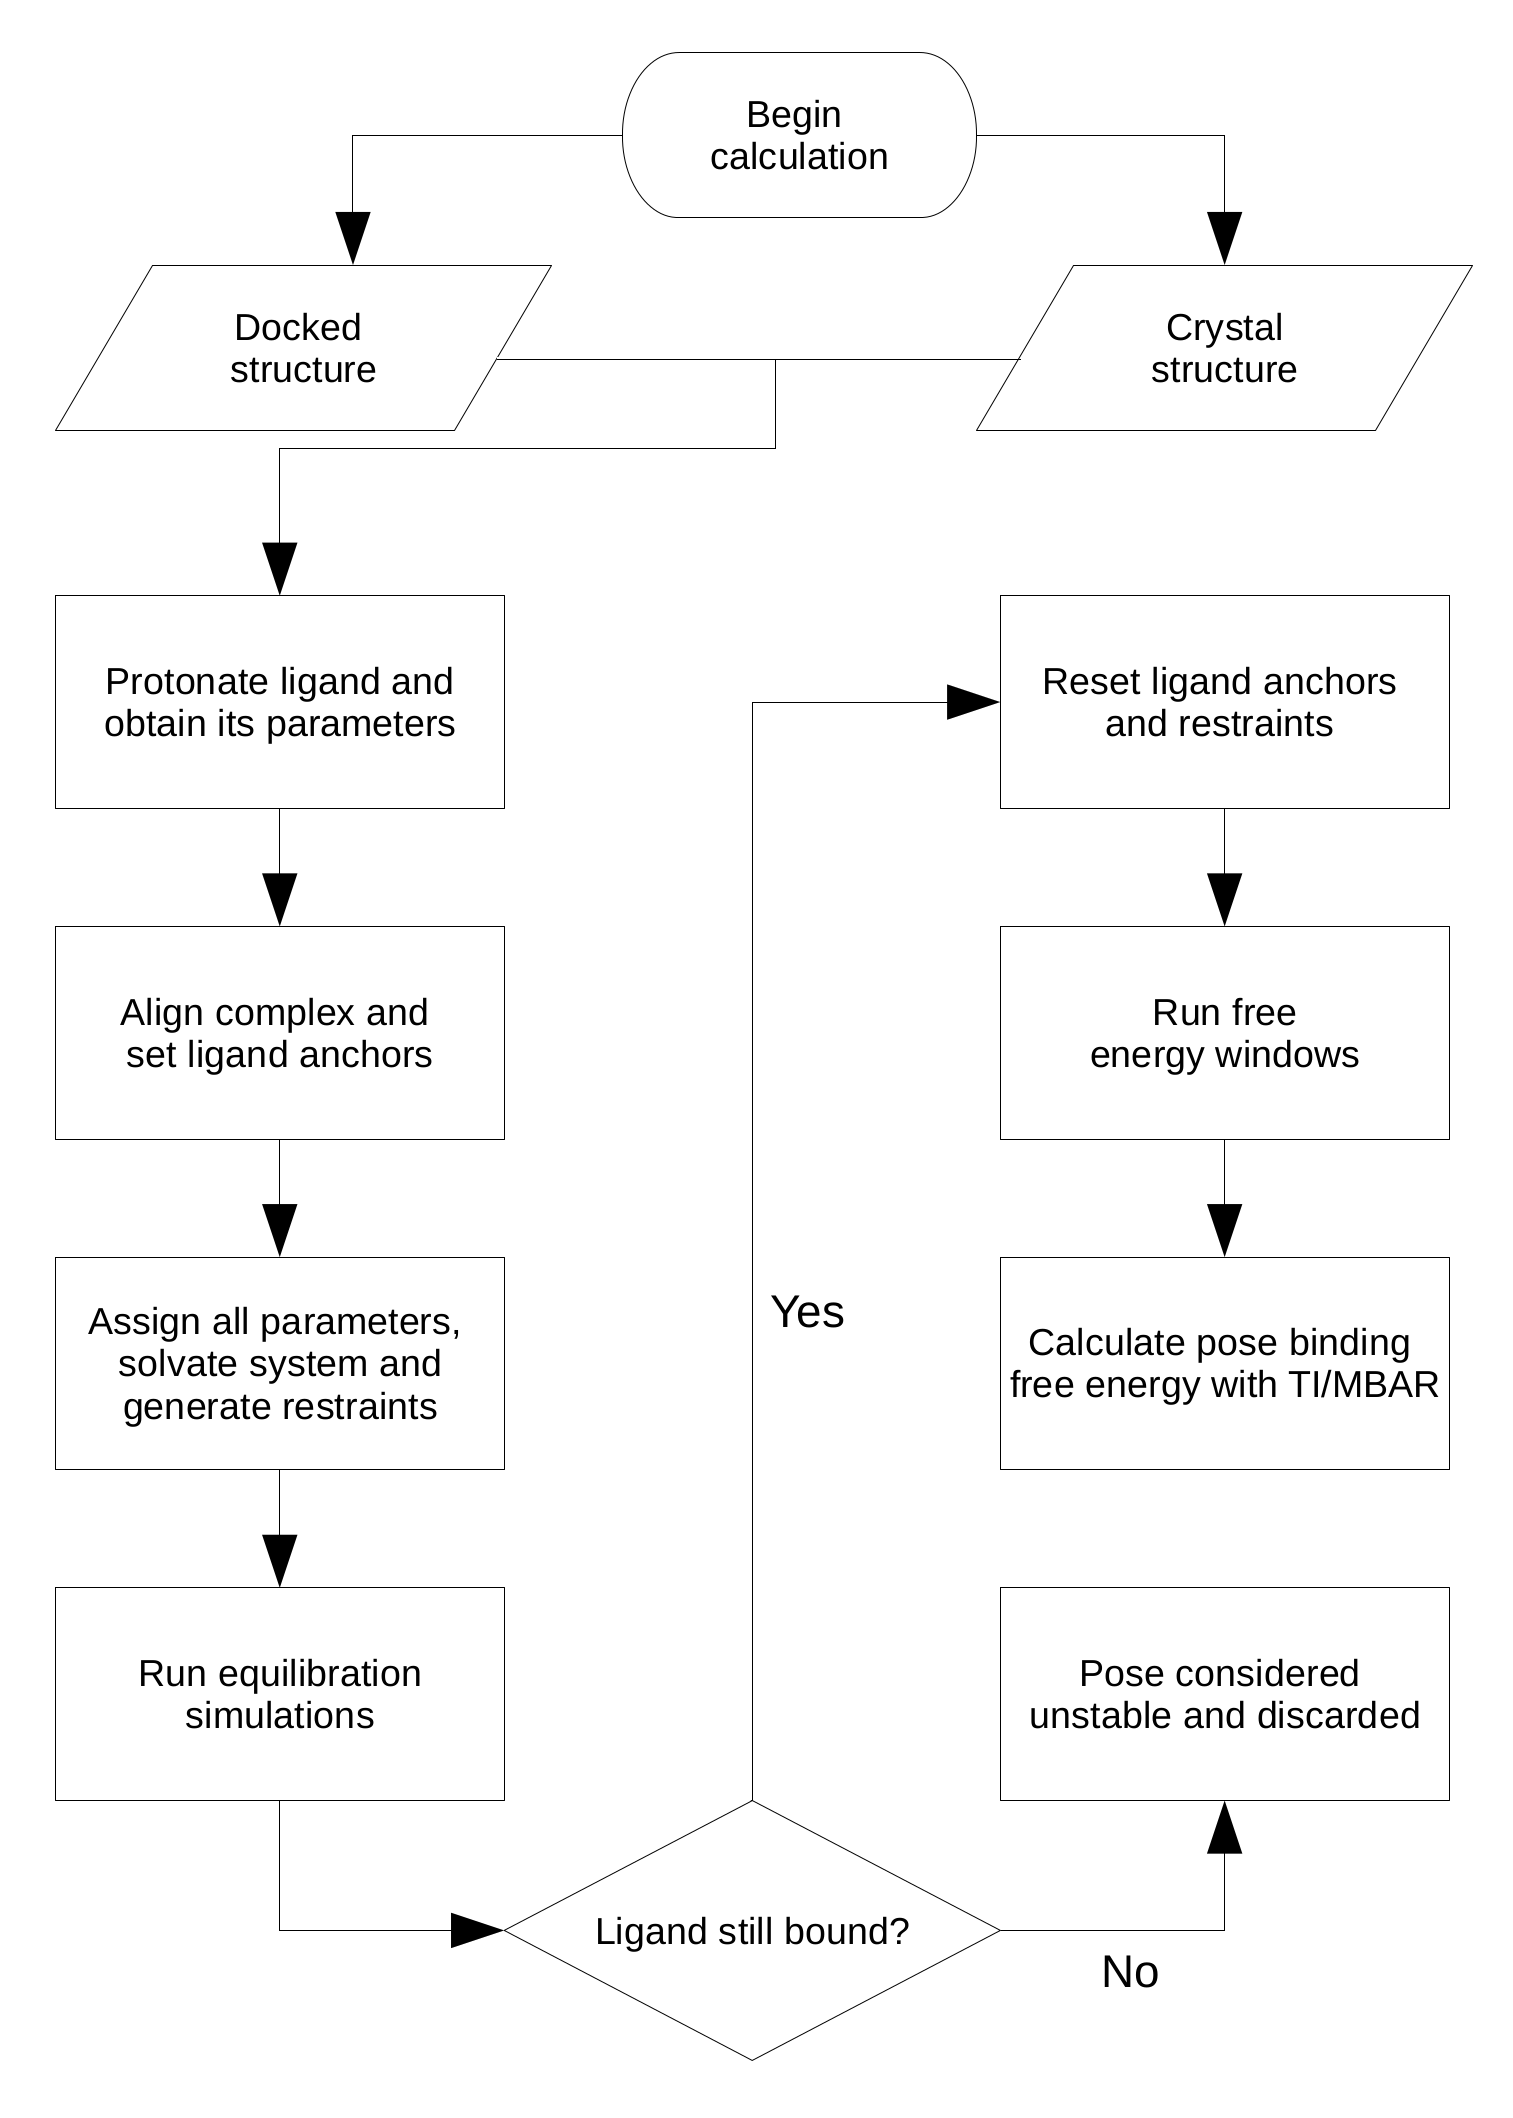 Begin
calculation
Docked
structure
Crystal
structure
Protonate ligand and
obtain its parameters
Align complex and
set ligand anchors
Assign all parameters,
solvate system and
generate restraints
Run equilibration
simulations
Ligand still bound?
Yes
Reset ligand anchors
and restraints
Run free
energy windows
Calculate pose binding
free energy with TI/MBAR
No
Pose considered
unstable and discarded